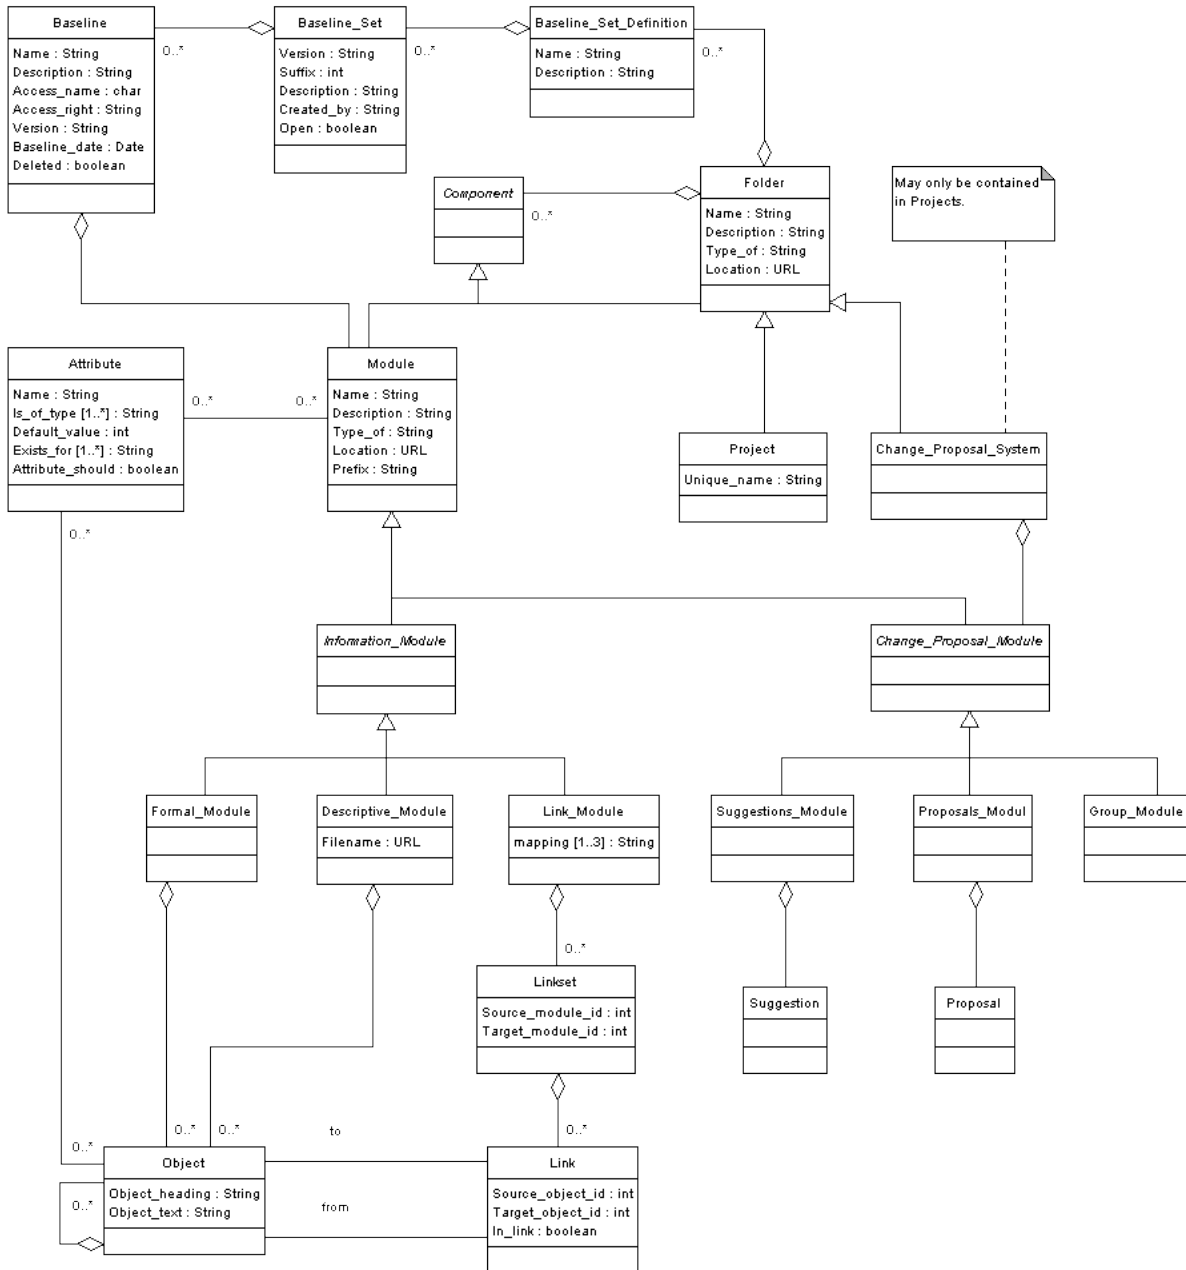 Baseline
Name : String
Description : String
Access_name : char
Access_right : String
Version : String
Baseline_date : Date
Deleted : boolean
0..*
Baseline_Set
Version : String
Suffix : int
Description : String
Created_by : String
Open : boolean
0..*
Baseline_Set_Definition
Name : String
Description : String
0..*
Component
0..*
Folder
Name : String
Description : String
Type_of : String
Location : URL
May only be contained
in Projects.
Attribute
Name : String
Is_of_type [1..*] : String
Default_value : int
Exists_for [1..*] : String
Attribute_should : boolean
0..*
0..*
0..*
Module
Name : String
Description : String
Type_of : String
Location : URL
Prefix : String
Project
Unique_name : String
Change_Proposal_System
Information_Module
Change_Proposal_Module
Formal_Module
Descriptive_Module
Filename : URL
Link_Module
mapping [1..3] : String
Suggestions_Module
Proposals_Modul
Group_Module
0..*
Linkset
Source_module_id : int
Target_module_id : int
Suggestion
Proposal
0..*
0..*
0..*
to
0..*
Object
Object_heading : String
Object_text : String
0..*
from
Link
Source_object_id : int
Target_object_id : int
In_link : boolean